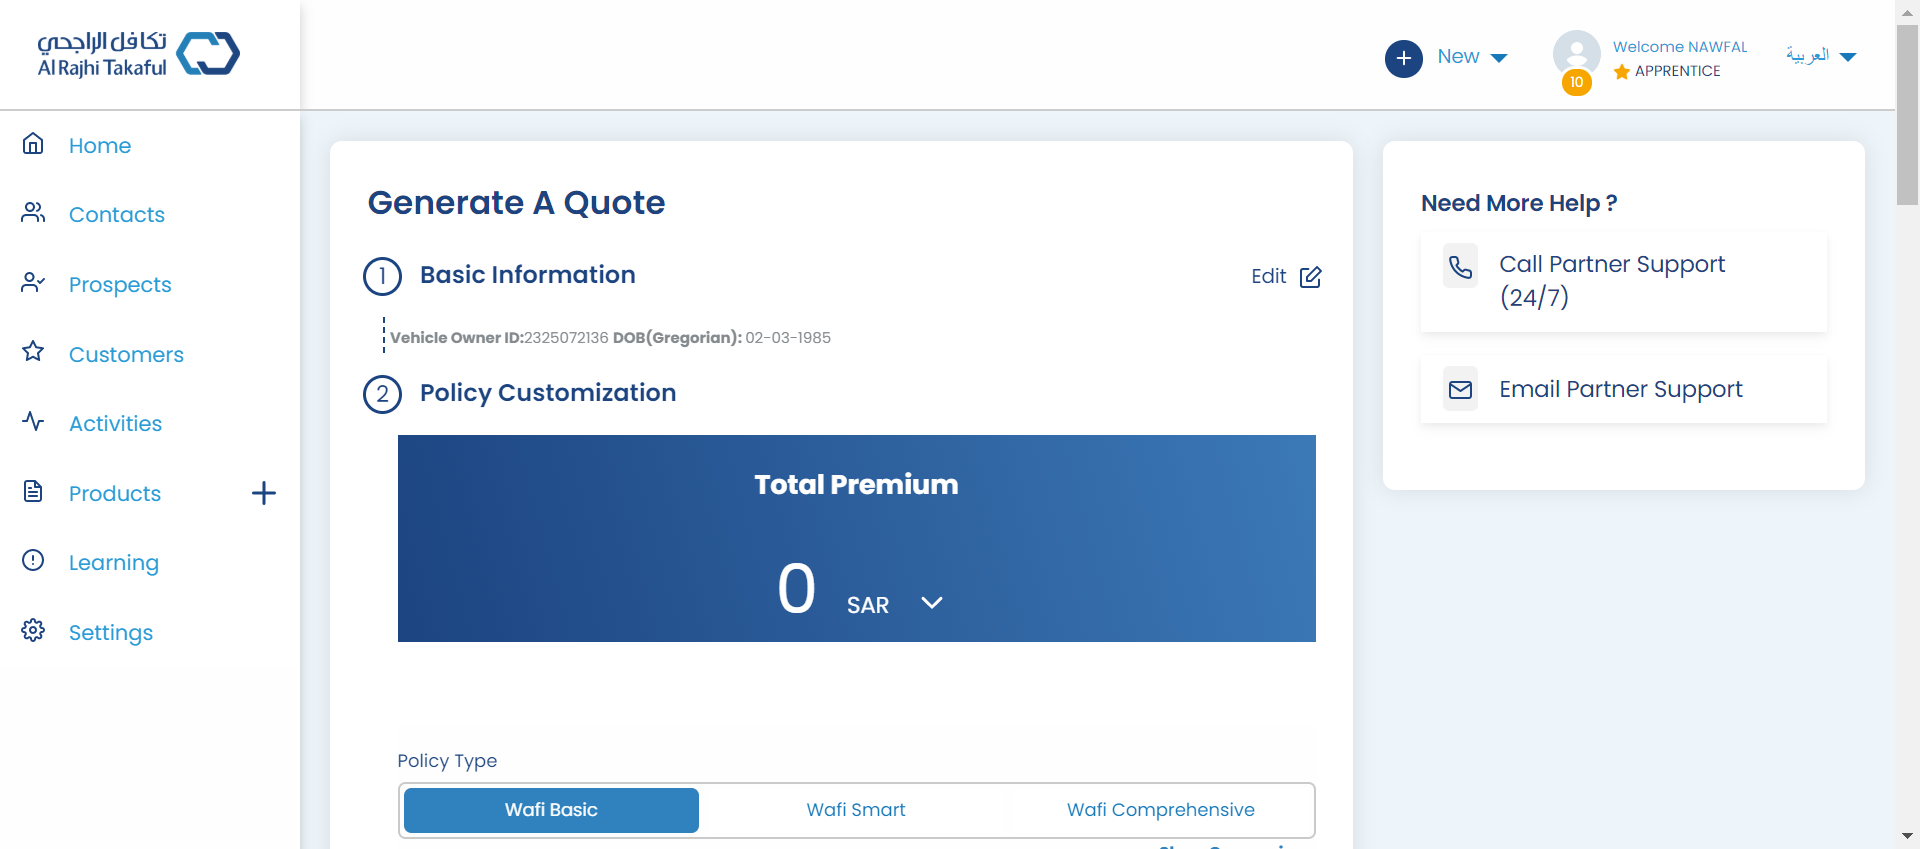 تكافل الراجحي
Al Rajhi Takaful
New
Welcome NAWFAL
APPRENTICE
10
العربية
Home
Contacts
Prospects
Customers
Activities
Products
Learning
Settings
Generate A Quote
1 Basic Information
Edit
Vehicle Owner ID:2325072136 DOB(Gregorian): 02-03-1985
2 Policy Customization
Total Premium
0 SAR
Policy Type
Wafi Basic
Wafi Smart
Wafi Comprehensive
Need More Help ?
Call Partner Support
(24/7)
Email Partner Support